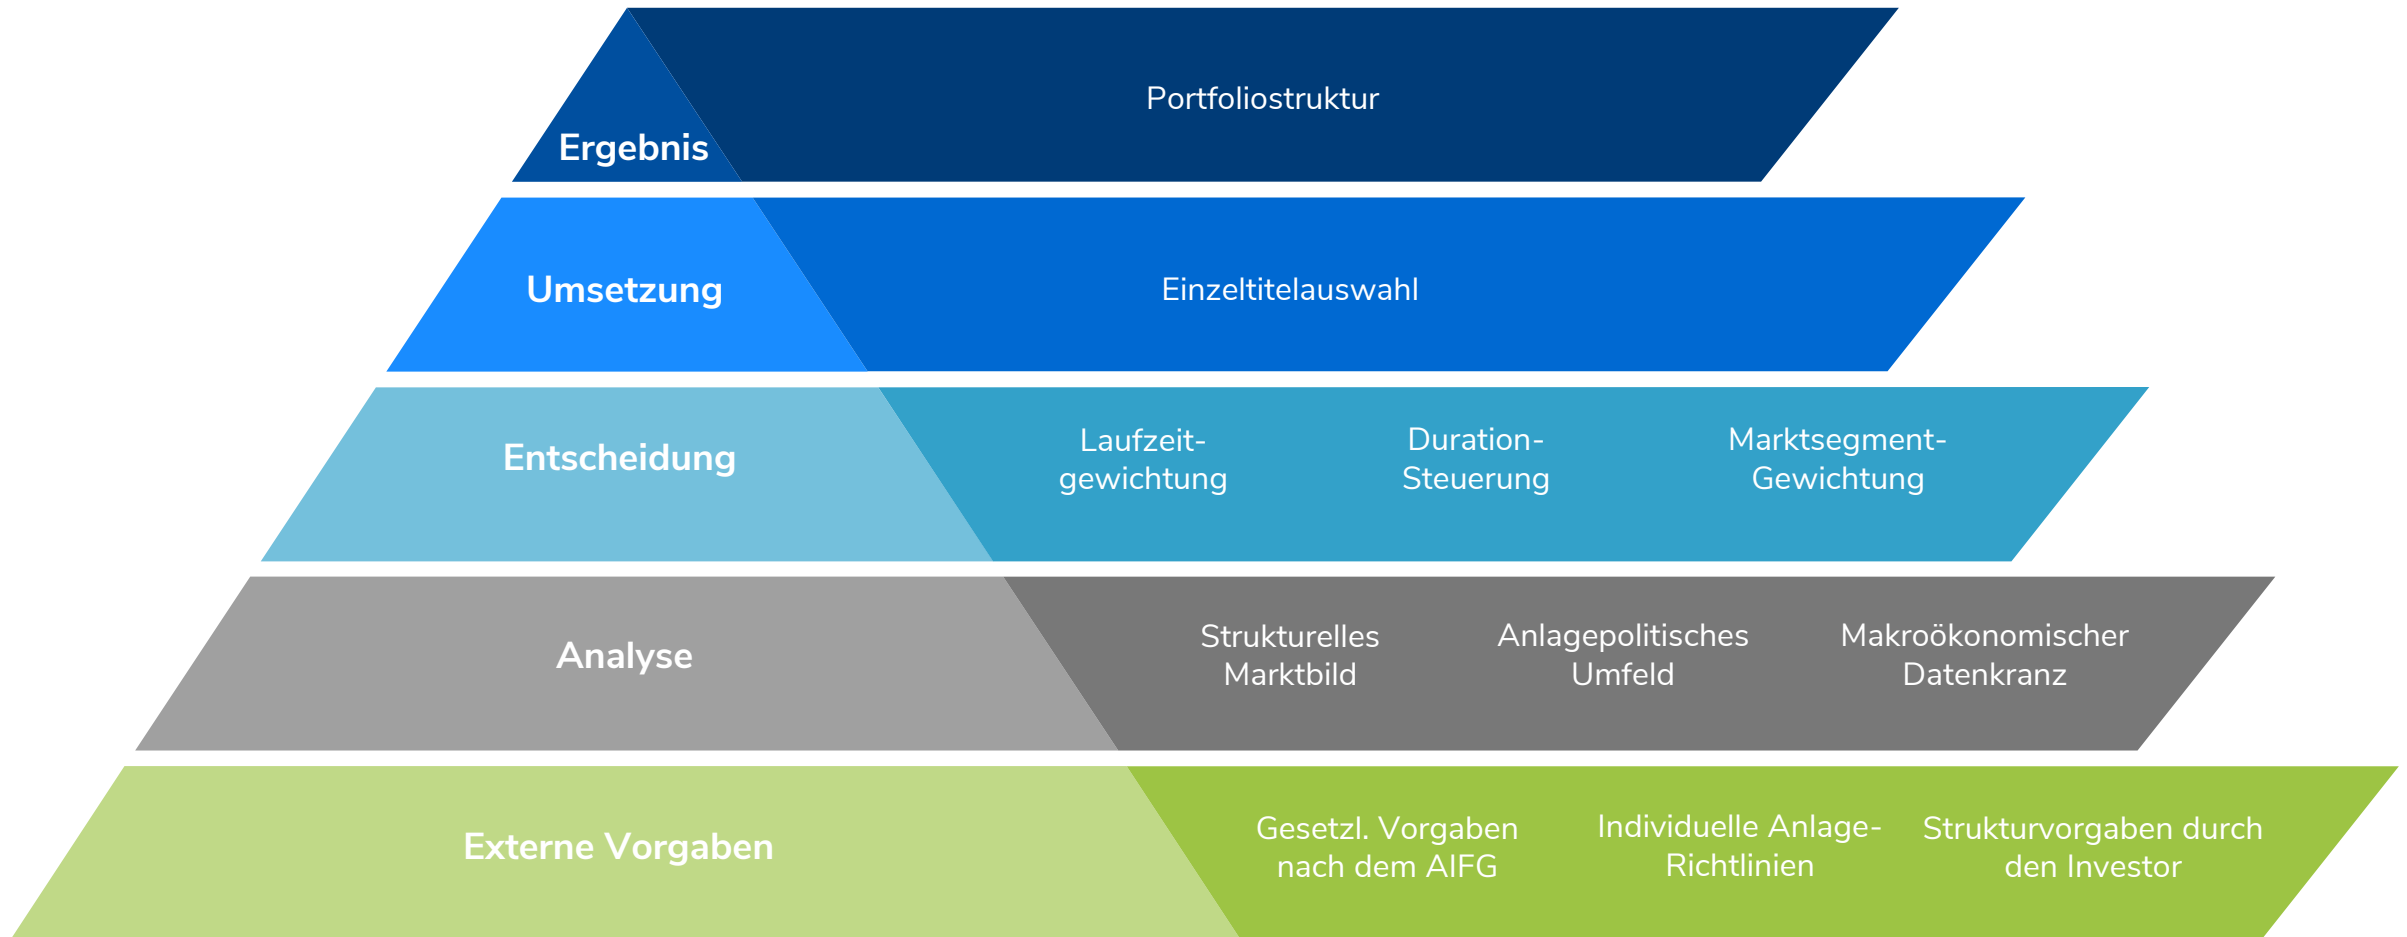 Ergebnis
Portfoliostruktur
Umsetzung
Einzeltitelauswahl
Entscheidung
Laufzeit-
gewichtung
Duration-
Steuerung
Marktsegment-
Gewichtung
Analyse
Strukturelles
Marktbild
Anlagepolitisches
Umfeld
Makroökonomischer
Datenkranz
Externe Vorgaben
Gesetzl. Vorgaben
nach dem AIFG
Individuelle Anlage-
Richtlinien
Strukturvorgaben durch
den Investor